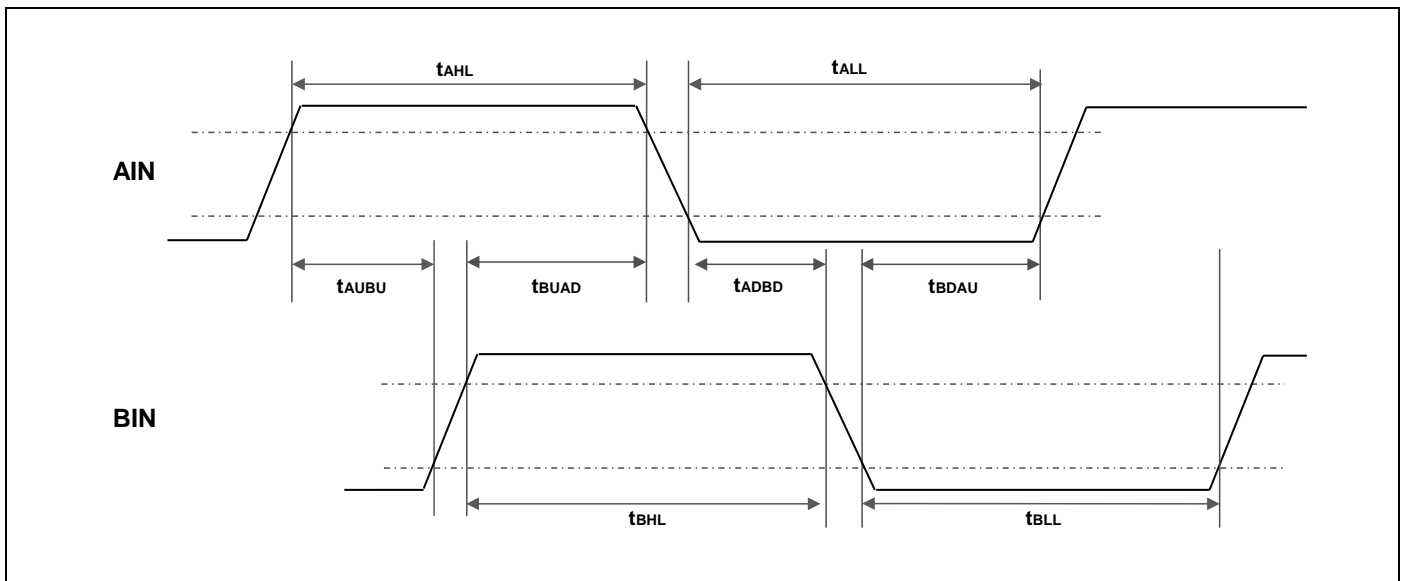 tAHL
tALL
AIN
tAUBU
tBUAD
tADBD
tBDAU
BIN
tBHL
tBLL